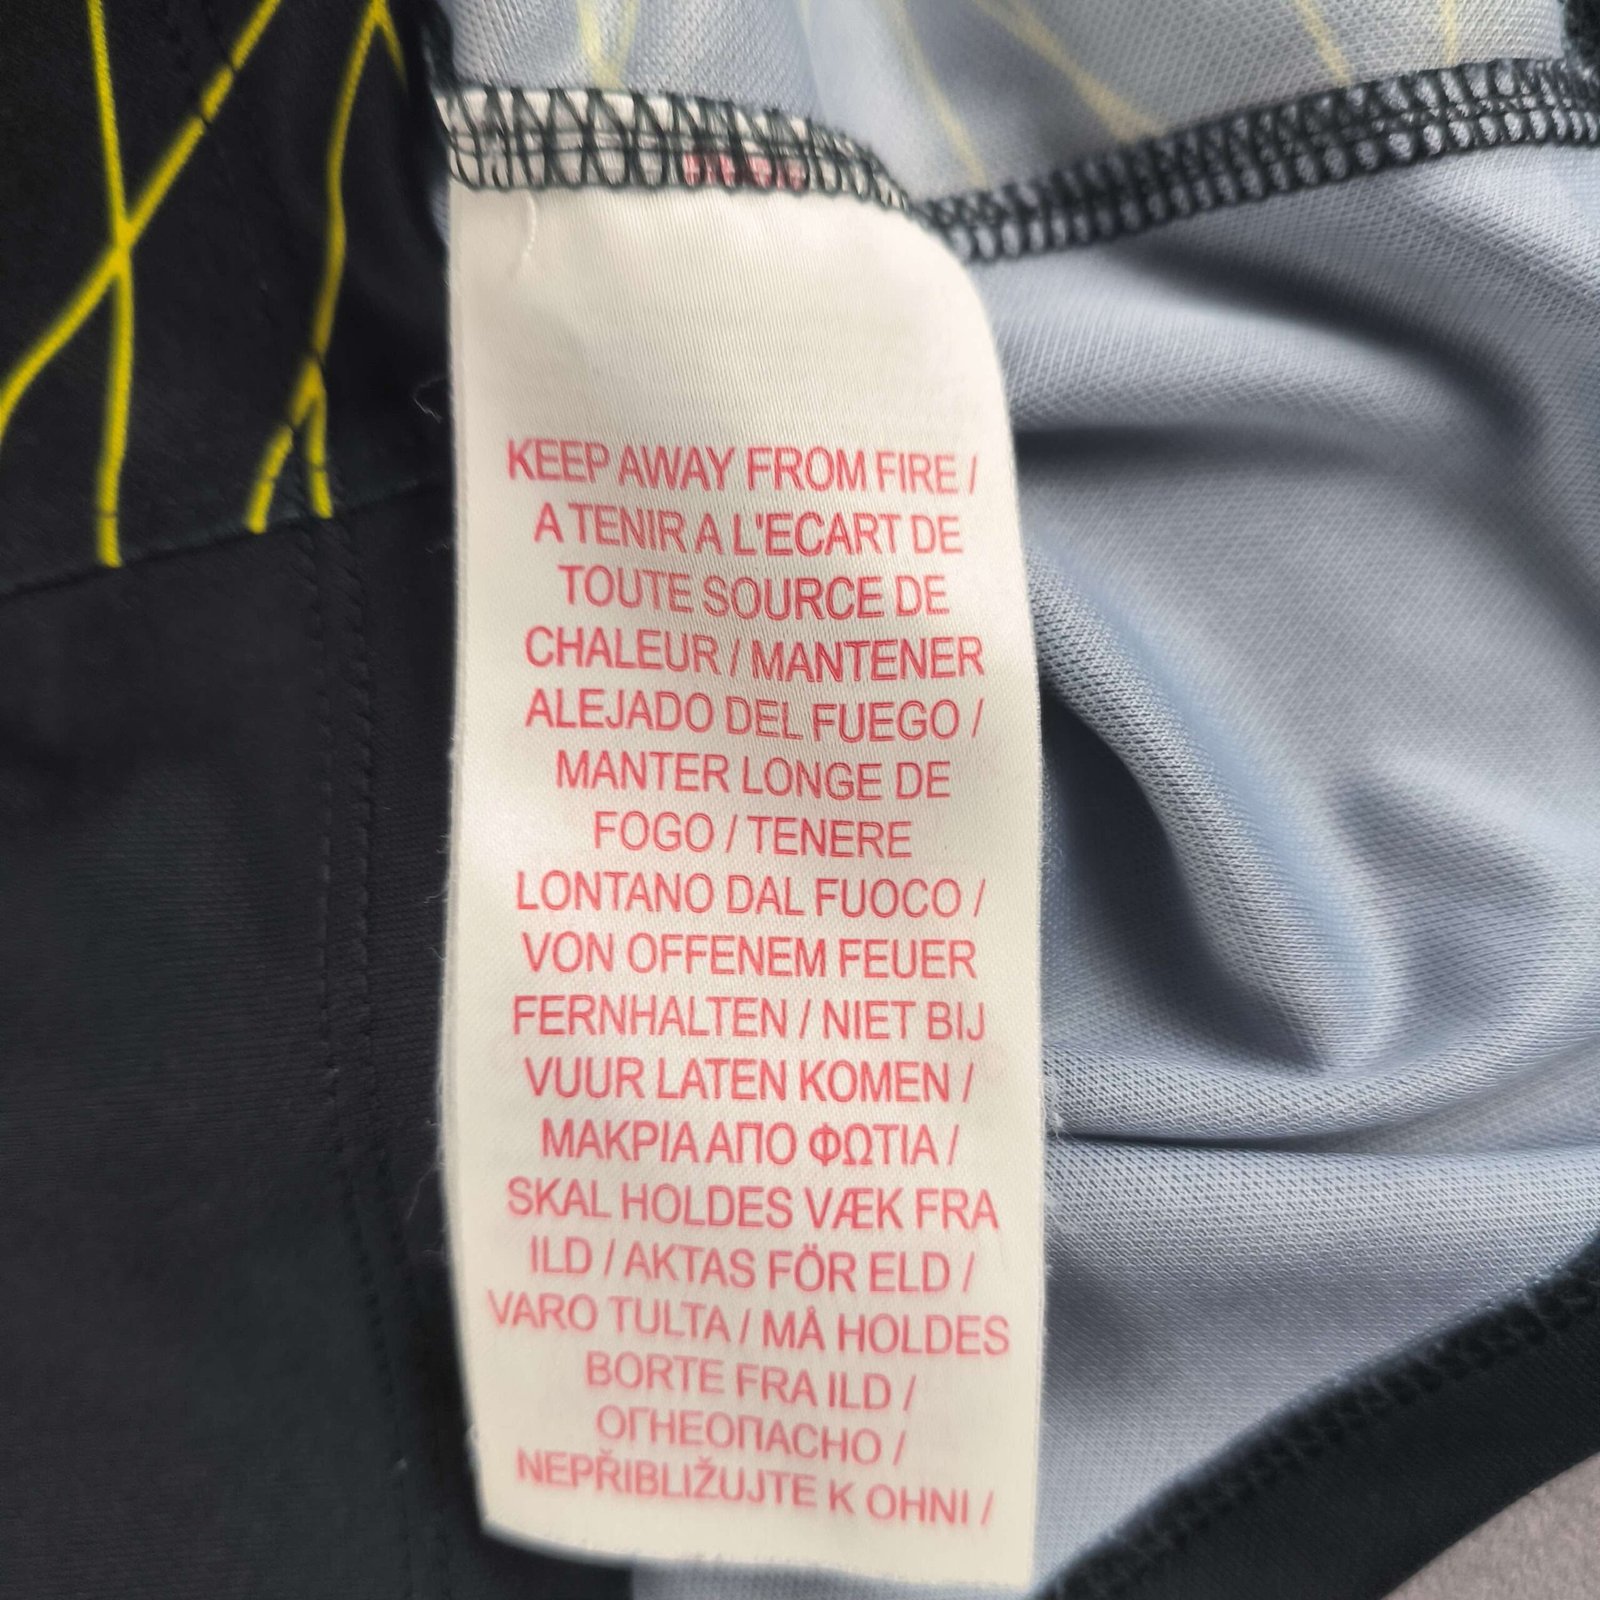 KEEP AWAY FROM FIRE /
A TENIR A L'ECART DE
TOUTE SOURCE DE
CHALEUR / MANTENER
ALEJADO DEL FUEGO /
MANTER LONGE DE
FOGO / TENERE
LONTANO DAL FUOCO /
VON OFFENEM FEUER
FERNHALTEN / NIET BIJ
VUUR LATEN KOMEN /
ΜΑΚΡΙΑ ΑΠΟ ΦΩΤΙΑ /
SKAL HOLDES VÆK FRA
ILD / AKTAS FÖR ELD /
VARO TULTA / MÅ HOLDES
BORTE FRA ILD /
ОГНЕОПАСНО /
NEPŘIBLIŽUJTE K OHNI /